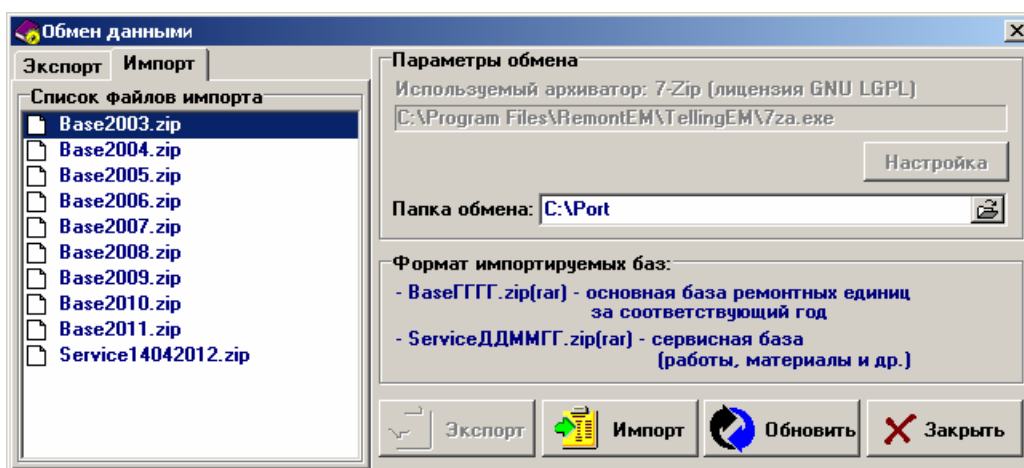 Обмен данными
Экспорт
Импорт
Список файлов импорта
Base2003.zip
Base2004.zip
Base2005.zip
Base2006.zip
Base2007.zip
Base2008.zip
Base2009.zip
Base2010.zip
Base2011.zip
Service14042012.zip
Параметры обмена
Используемый архиватор: 7-Zip (лицензия GNU LGPL)
C:\Program Files\RemontEM\TellingEM\7za.exe
Настройка
Папка обмена: C:\Port
Формат импортируемых баз:
- BaseГГГГ.zip(rar) - основная база ремонтных единиц
за соответствующий год
- ServiceДДММГГ.zip(rar) - сервисная база
(работы, материалы и др.)
Экспорт
Импорт
Обновить
Закрыть